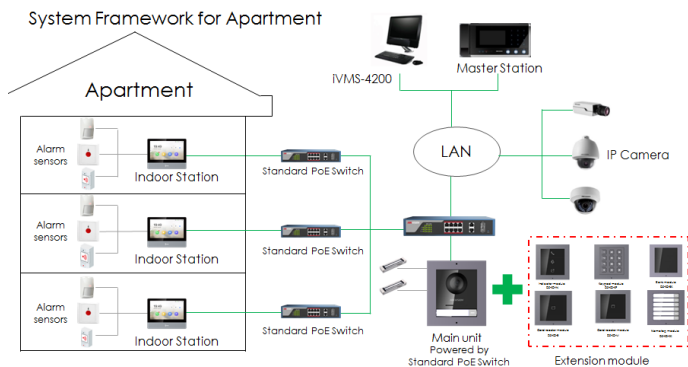 System Framework for Apartment
iVMS-4200
Master Station
Apartment
Alarm
sensors
Indoor Station
Standard PoE Switch
LAN
IP Camera
Alarm
sensors
Indoor Station
Standard PoE Switch
Alarm
sensors
Indoor Station
Standard PoE Switch
Main unit
Powered by
Standard PoE Switch
Extension module